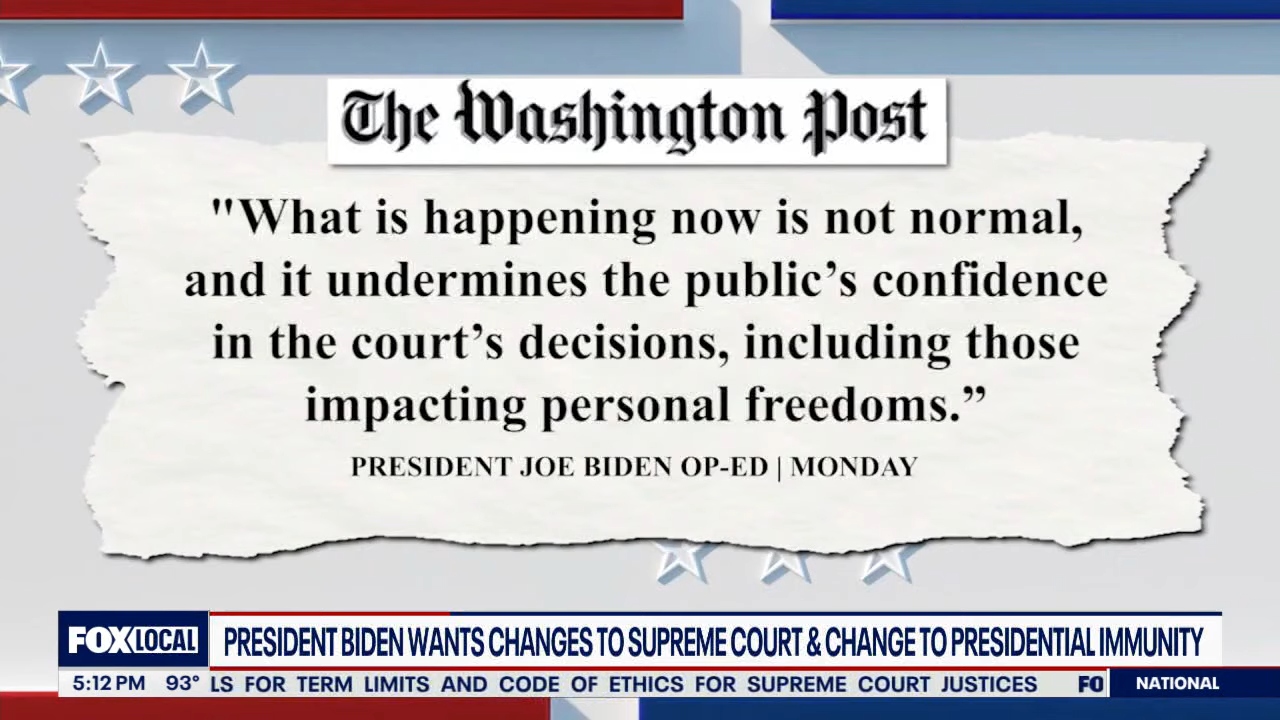 The Washington Post
"What is happening now is not normal,
and it undermines the public’s confidence
in the court’s decisions, including those
impacting personal freedoms.”
PRESIDENT JOE BIDEN OP-ED | MONDAY
FOX LOCAL
PRESIDENT BIDEN WANTS CHANGES TO SUPREME COURT & CHANGE TO PRESIDENTIAL IMMUNITY
5:12 PM 93° LS FOR TERM LIMITS AND CODE OF ETHICS FOR SUPREME COURT JUSTICES FO NATIONAL